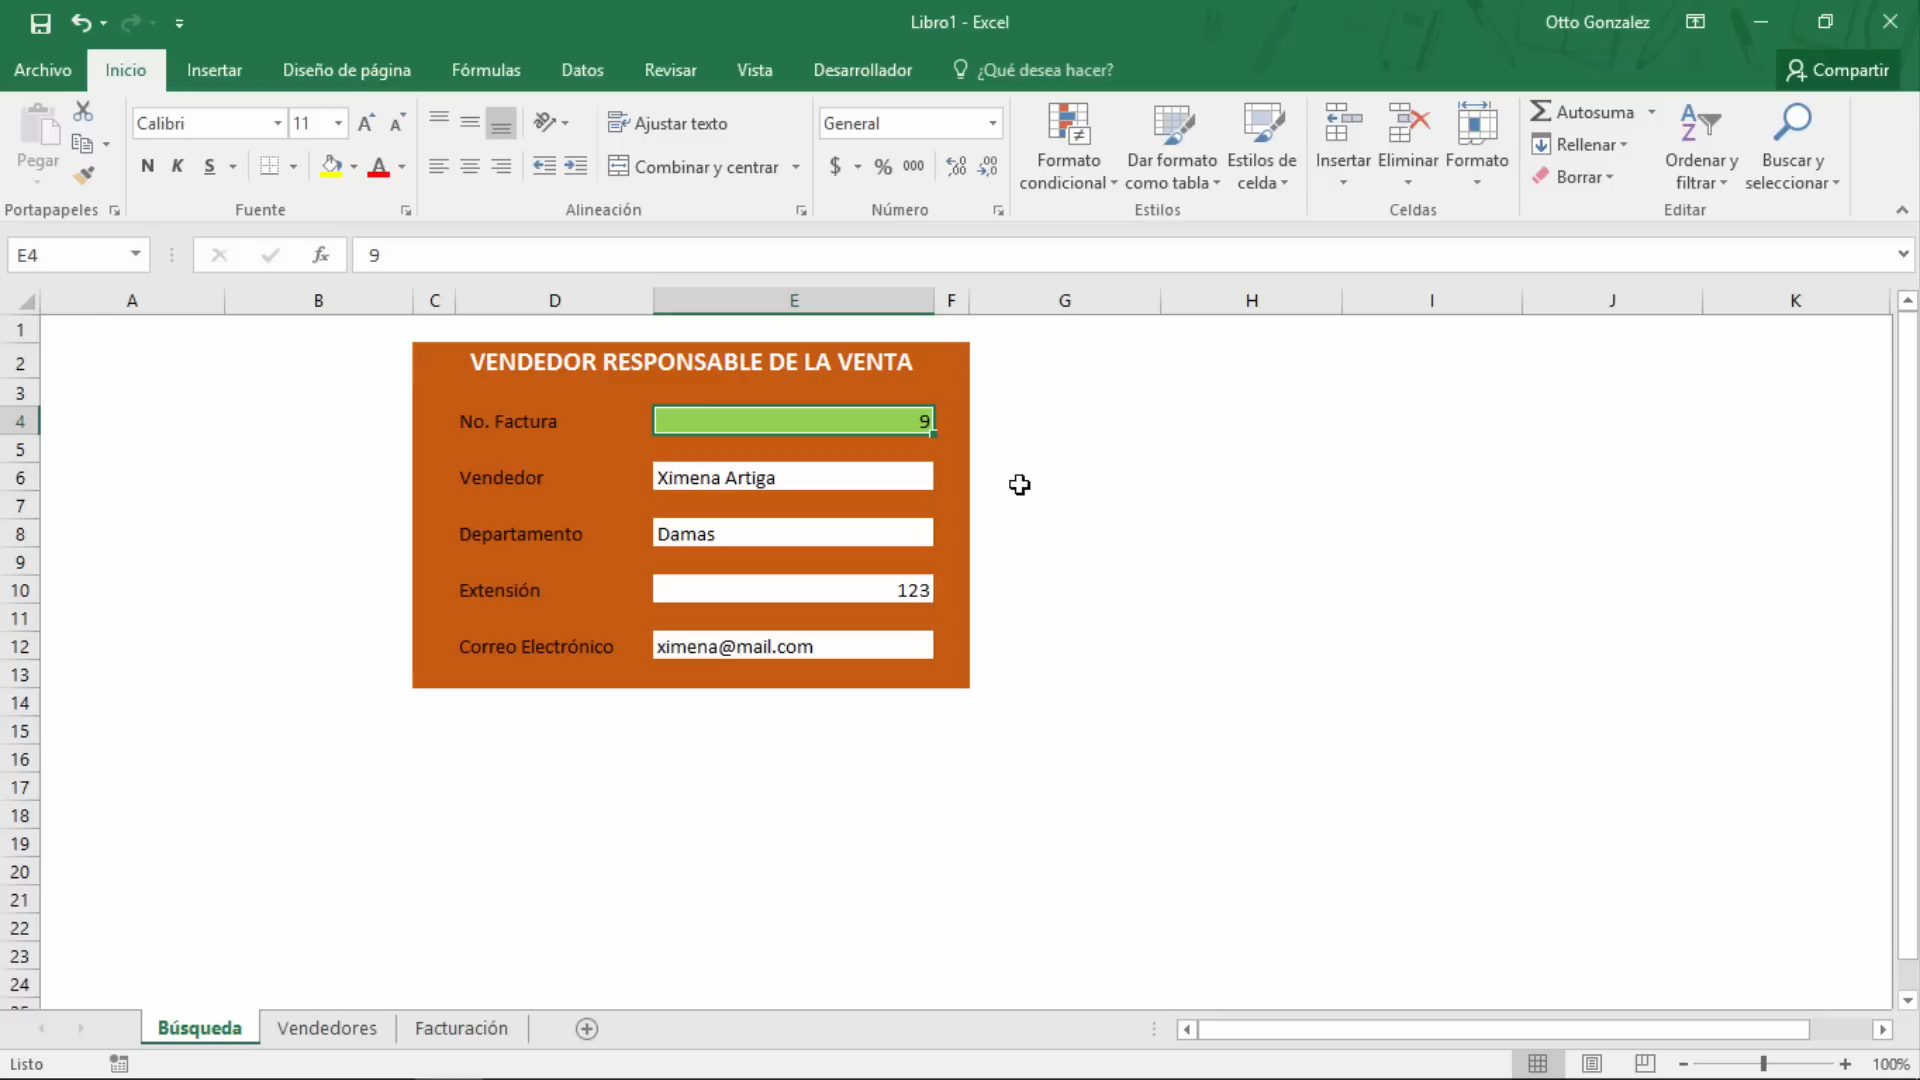 Libro1 - Excel
Otto Gonzalez
Archivo Inicio Insertar Diseño de página Fórmulas Datos Revisar Vista Desarrollador ¿Qué desea hacer? Compartir
Pegar
Portapapeles
Calibri 11
N K S
Fuente
Ajustar texto
Combinar y centrar
Alineación
General
$ % 000
Número
Formato condicional
Dar formato como tabla
Estilos de celda
Estilos
Insertar Eliminar Formato
Celdas
Autosuma
Rellenar
Borrar
Ordenar y filtrar
Buscar y seleccionar
Editar
E4 fx 9
A B C D E F G H I J K
1
2 VENDEDOR RESPONSABLE DE LA VENTA
3
4 No. Factura 9
5
6 Vendedor Ximena Artiga
7
8 Departamento Damas
9
10 Extensión 123
11
12 Correo Electrónico ximena@mail.com
13
14
15
16
17
18
19
20
21
22
23
24
Búsqueda Vendedores Facturación
Listo 100%